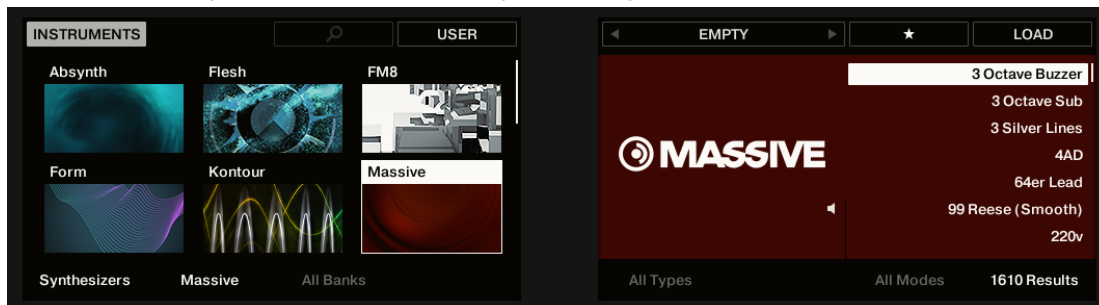 INSTRUMENTS USER
Absynth Flesh FM8
Form Kontour Massive
Synthesizers Massive All Banks
EMPTY LOAD
MASSIVE
3 Octave Buzzer
3 Octave Sub
3 Silver Lines
4AD
64er Lead
99 Reese (Smooth)
220v
All Types All Modes 1610 Results